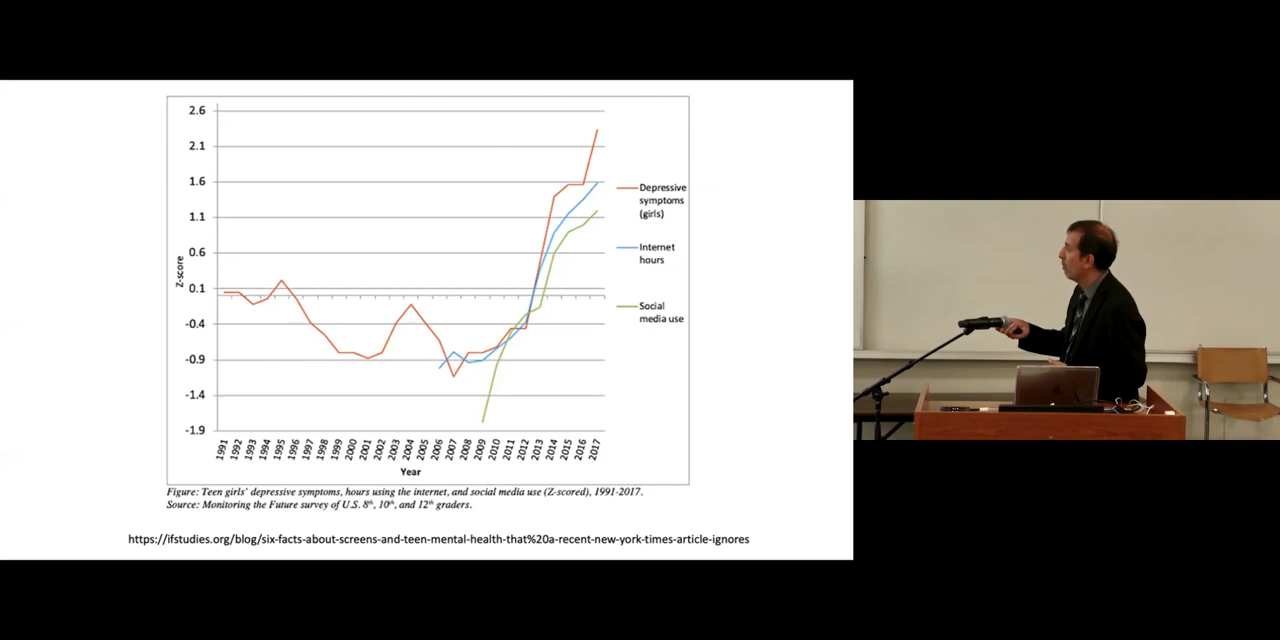 2.6
2.1
1.6
1.1
0.6
0.1
-0.4
-0.9
-1.4
-1.9
Z-score
1991 1992 1993 1994 1995 1996 1997 1998 1999 2000 2001 2002 2003 2004 2005 2006 2007 2008 2009 2010 2011 2012 2013 2014 2015 2016 2017
Year
Depressive
symptoms
(girls)
Internet
hours
Social
media use
Figure: Teen girls' depressive symptoms, hours using the internet, and social media use (Z-scored), 1991-2017.
Source: Monitoring the Future survey of U.S. 8th, 10th, and 12th graders.
https://ifstudies.org/blog/six-facts-about-screens-and-teen-mental-health-that%20a-recent-new-york-times-article-ignores